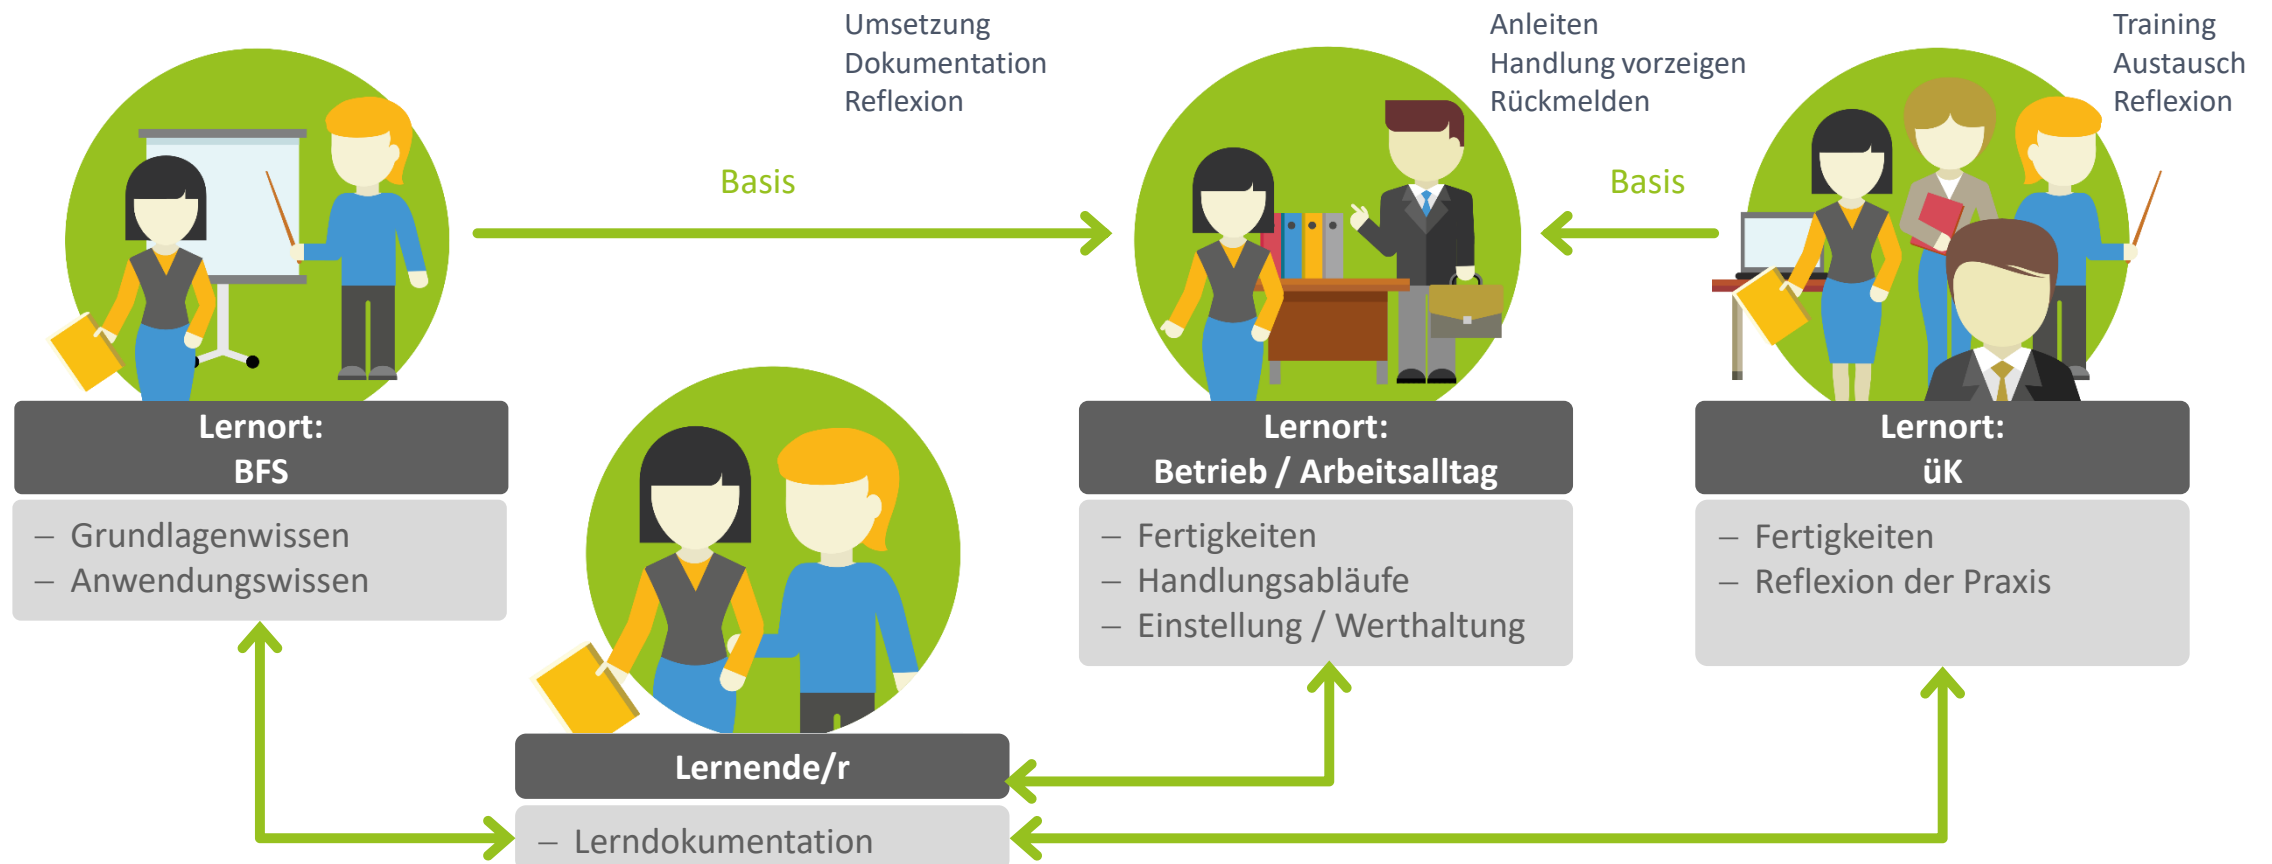 Umsetzung
Dokumentation
Reflexion
Anleiten
Handlung vorzeigen
Rückmelden
Training
Austausch
Reflexion
Basis
Basis
Lernort:
BFS
– Grundlagenwissen
– Anwendungswissen
Lernort:
Betrieb / Arbeitsalltag
– Fertigkeiten
– Handlungsabläufe
– Einstellung / Werthaltung
Lernort:
üK
– Fertigkeiten
– Reflexion der Praxis
Lernende/r
– Lerndokumentation